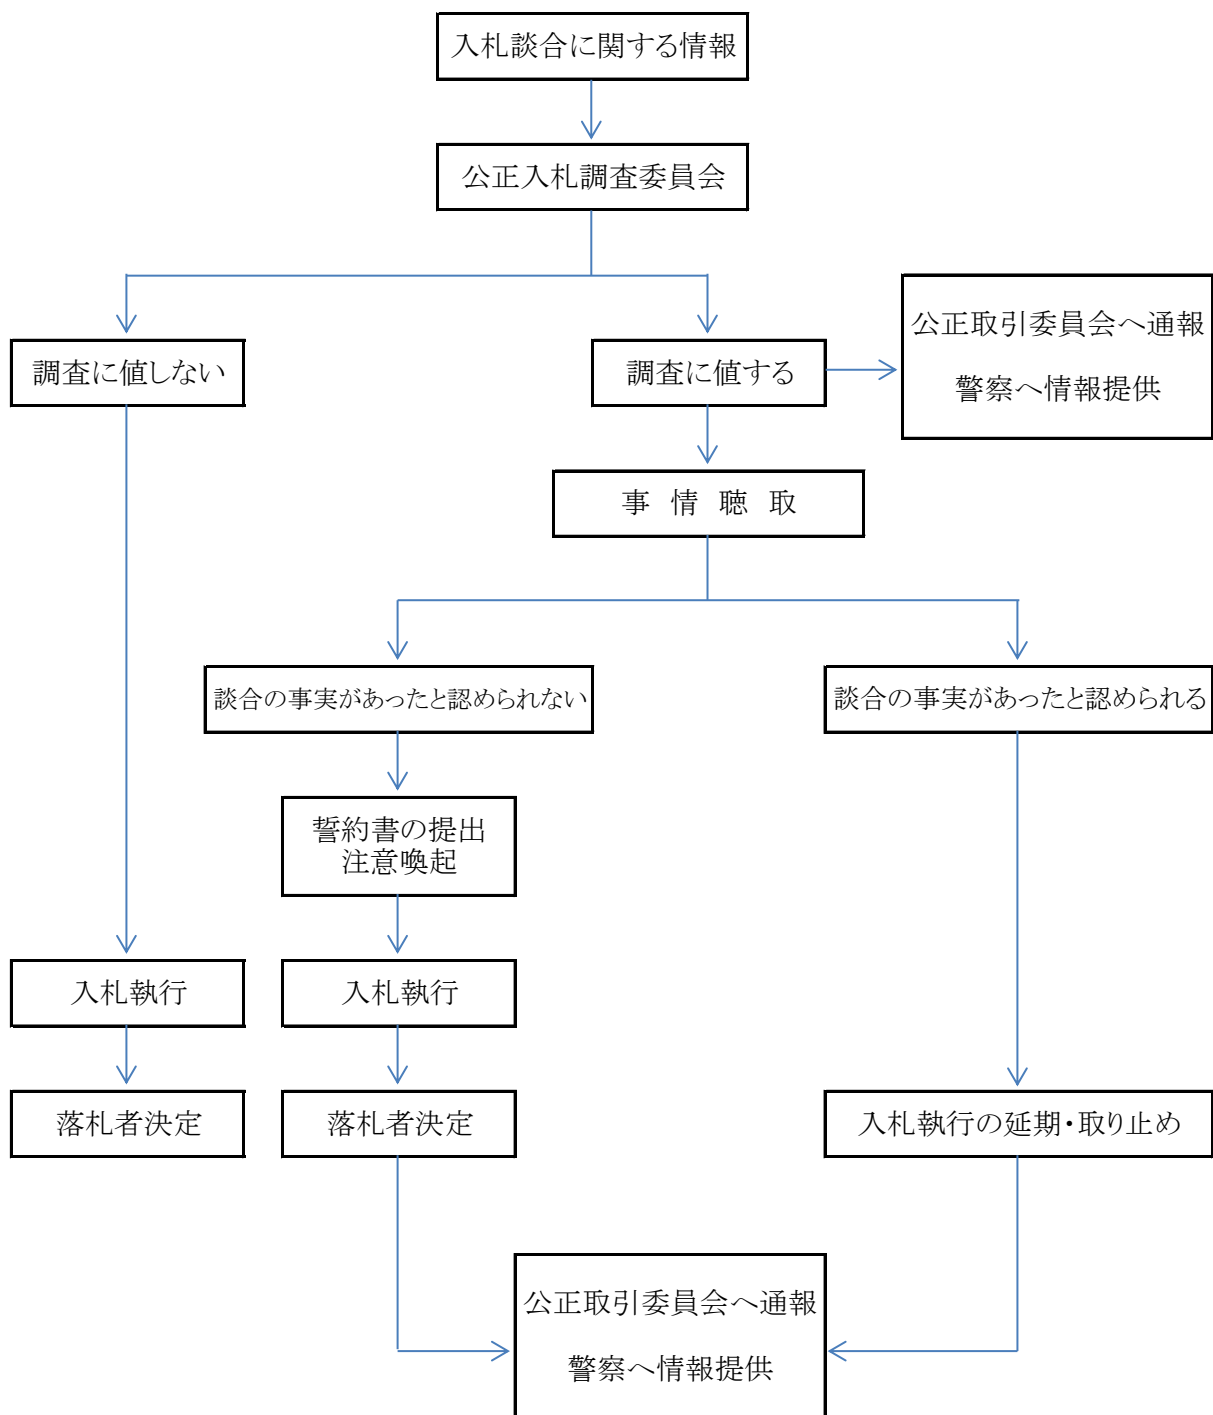 入札談合に関する情報
公正入札調査委員会
公正取引委員会へ通報
警察へ情報提供
調査に値しない
調査に値する
事 情 聴 取
談合の事実があったと認められない
談合の事実があったと認められる
誓約書の提出
注意喚起
入札執行
入札執行
落札者決定
落札者決定
入札執行の延期・取り止め
公正取引委員会へ通報
警察へ情報提供